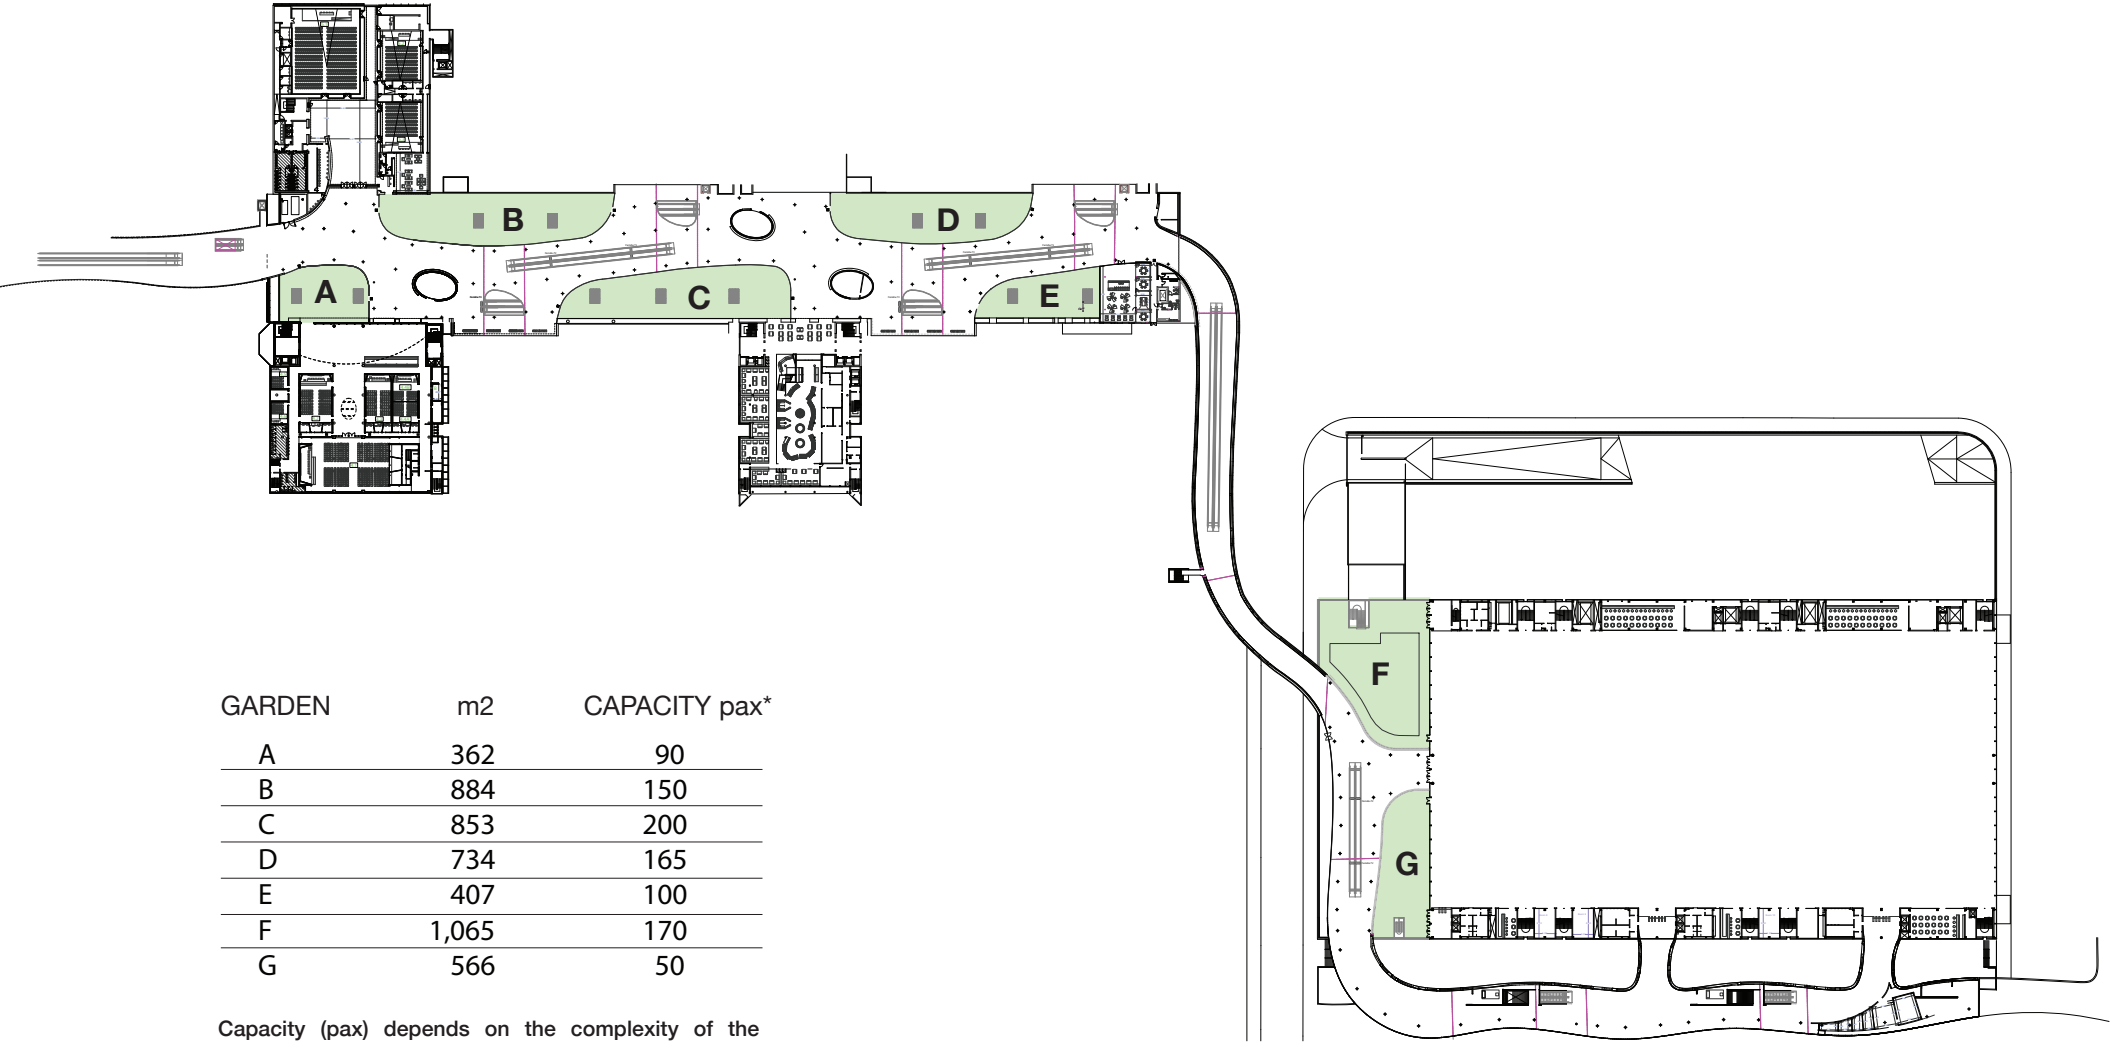 B
D
A
C
E
F
G
GARDEN m2 CAPACITY pax*
A 362 90
B 884 150
C 853 200
D 734 165
E 407 100
F 1,065 170
G 566 50
Capacity (pax) depends on the complexity of the